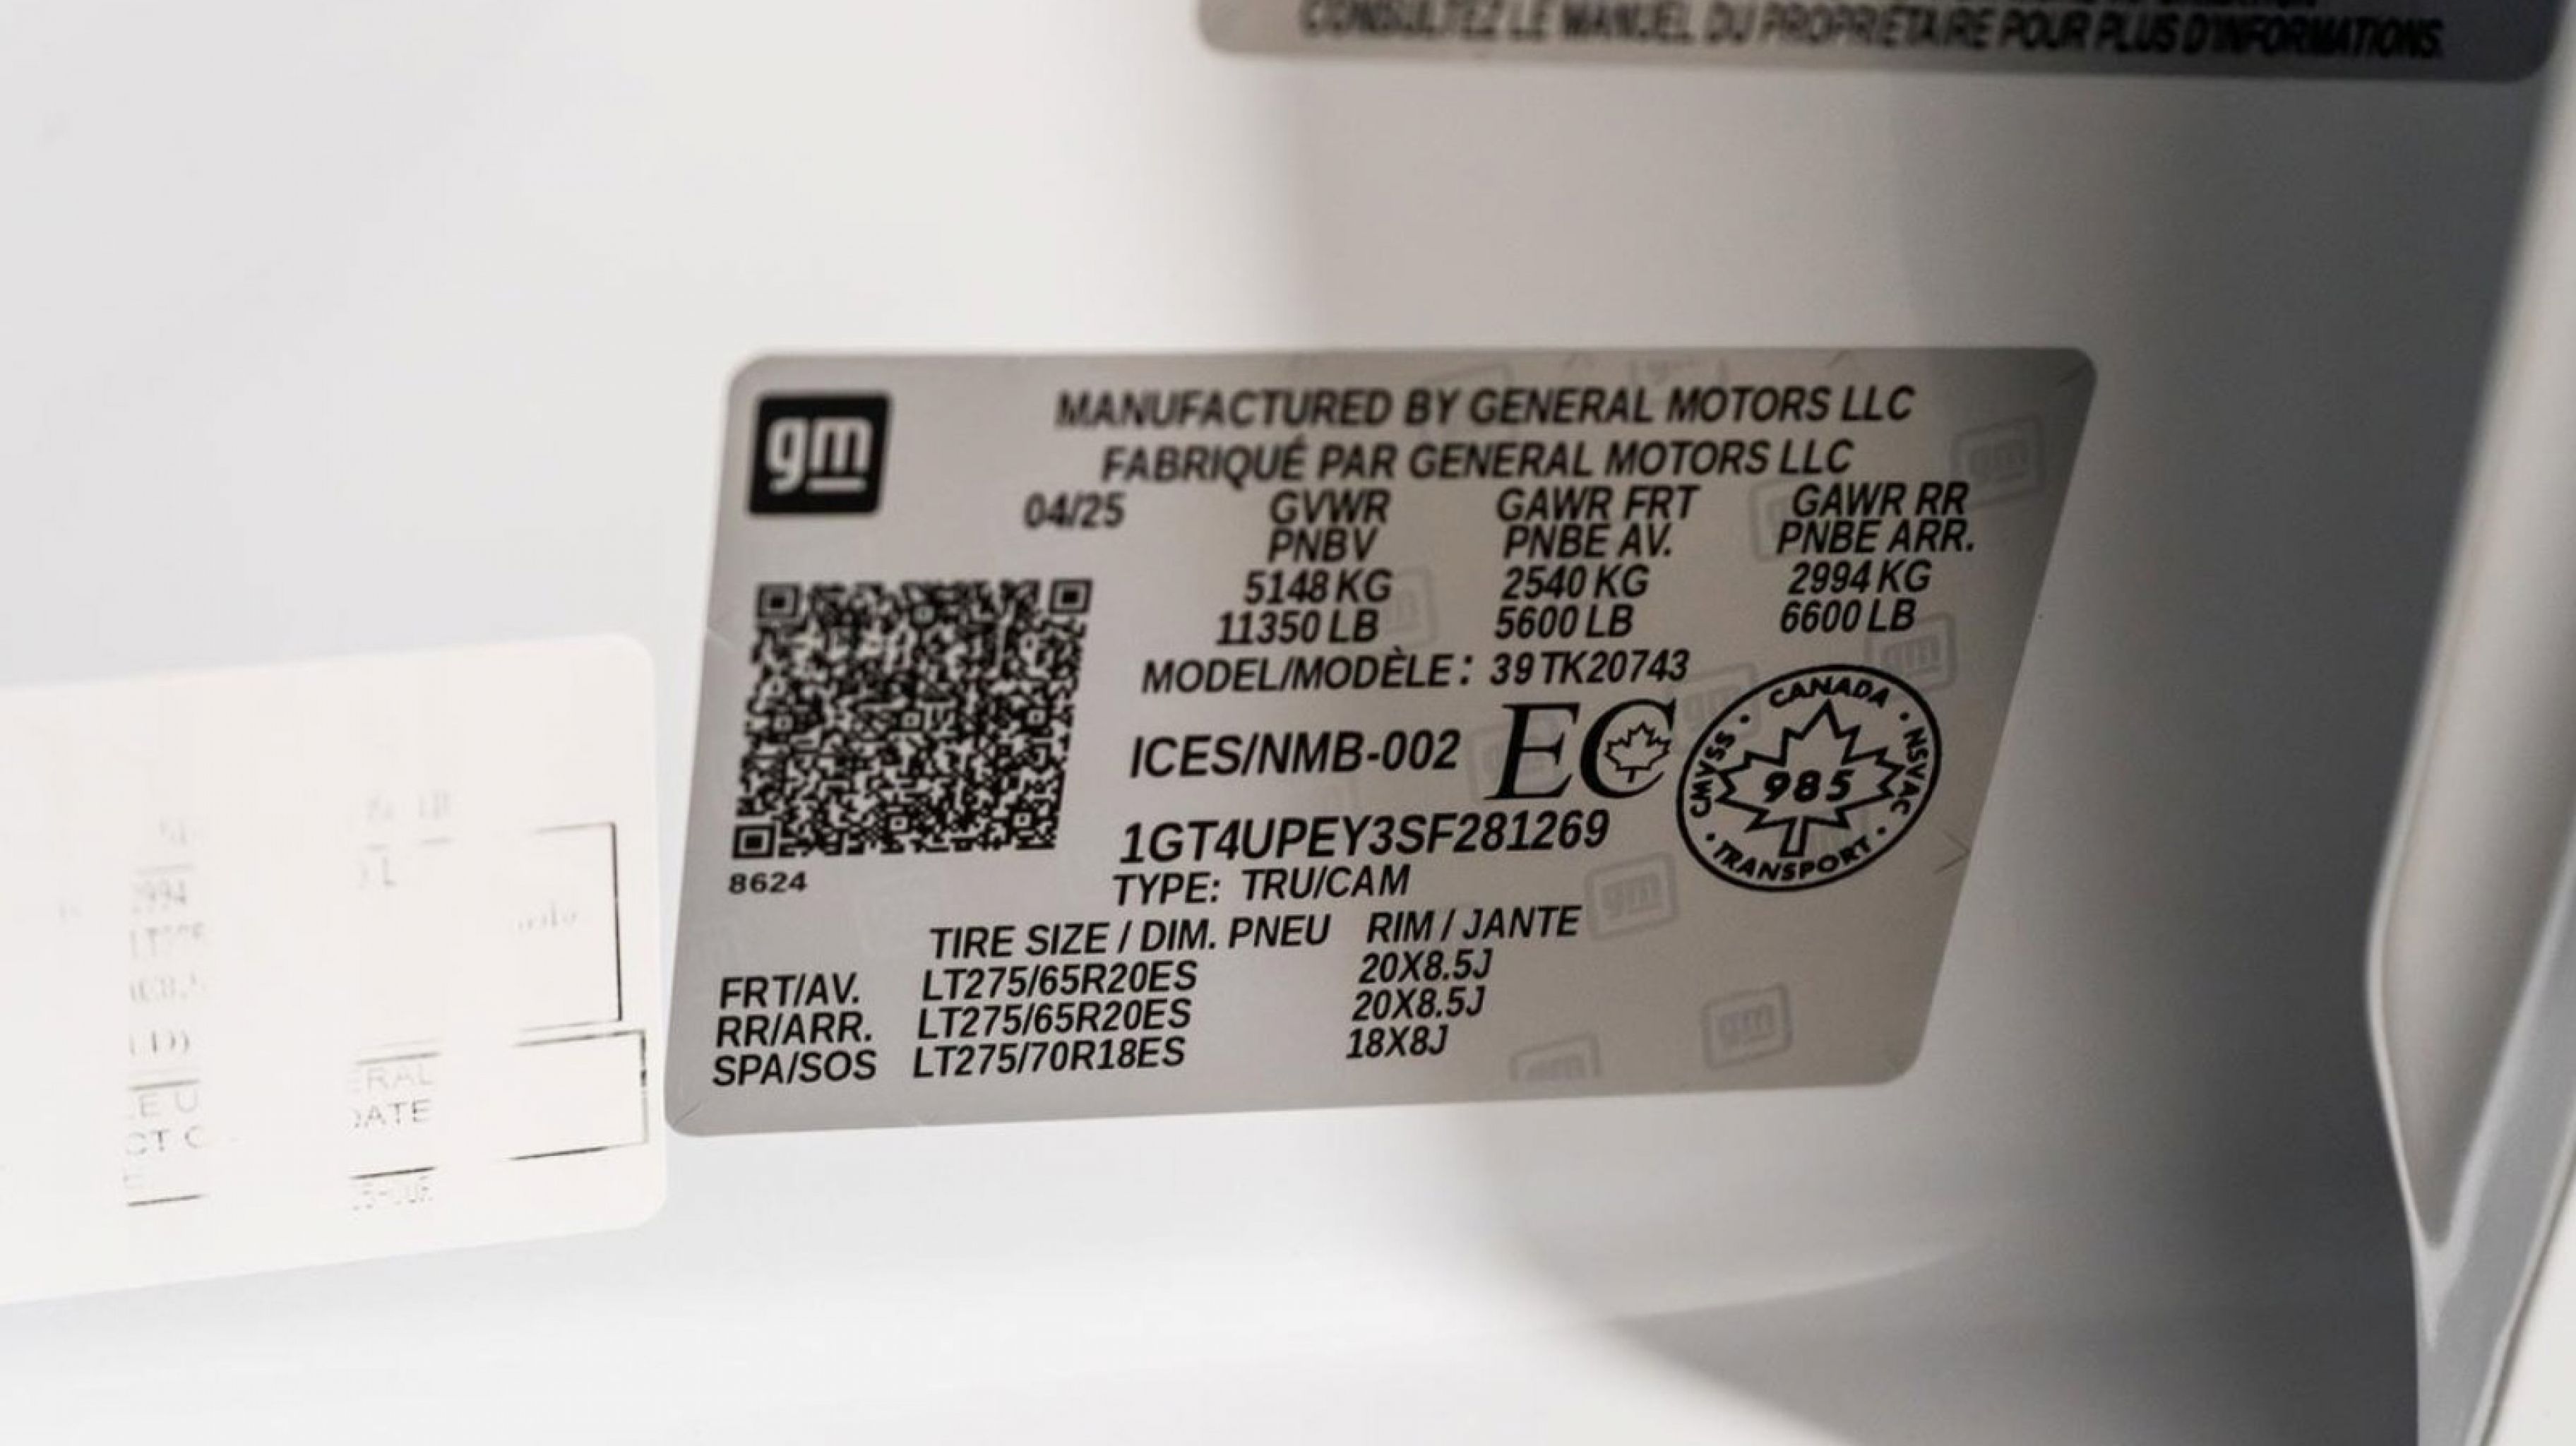 CONSULTEZ LE MANUEL DU PROPRIÉTAIRE POUR PLUS D'INFORMATIONS.
gm
MANUFACTURED BY GENERAL MOTORS LLC
FABRIQUÉ PAR GENERAL MOTORS LLC
04/25 GVWR GAWR FRT GAWR RR
PNBV PNBE AV. PNBE ARR.
5148 KG 2540 KG 2994 KG
11350 LB 5600 LB 6600 LB
MODEL/MODÈLE: 39 TK20743
ICES/NMB-002 EC
CANADA · NSVAC · TRANSPORT · CMVSS ·
985
1GT4UPEY3SF281269
8624
TYPE: TRU/CAM
TIRE SIZE / DIM. PNEU RIM / JANTE
FRT/AV. LT275/65R20ES 20X8.5J
RR/ARR. LT275/65R20ES 20X8.5J
SPA/SOS LT275/70R18ES 18X8J